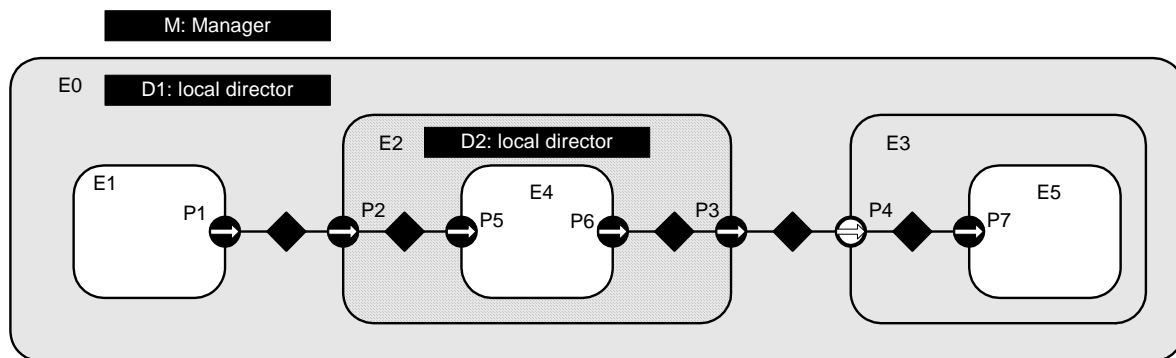 M: Manager
E0
D1: local director
E2
D2: local director
E3
E1
E4
E5
P1
P2
P5
P6
P3
P4
P7